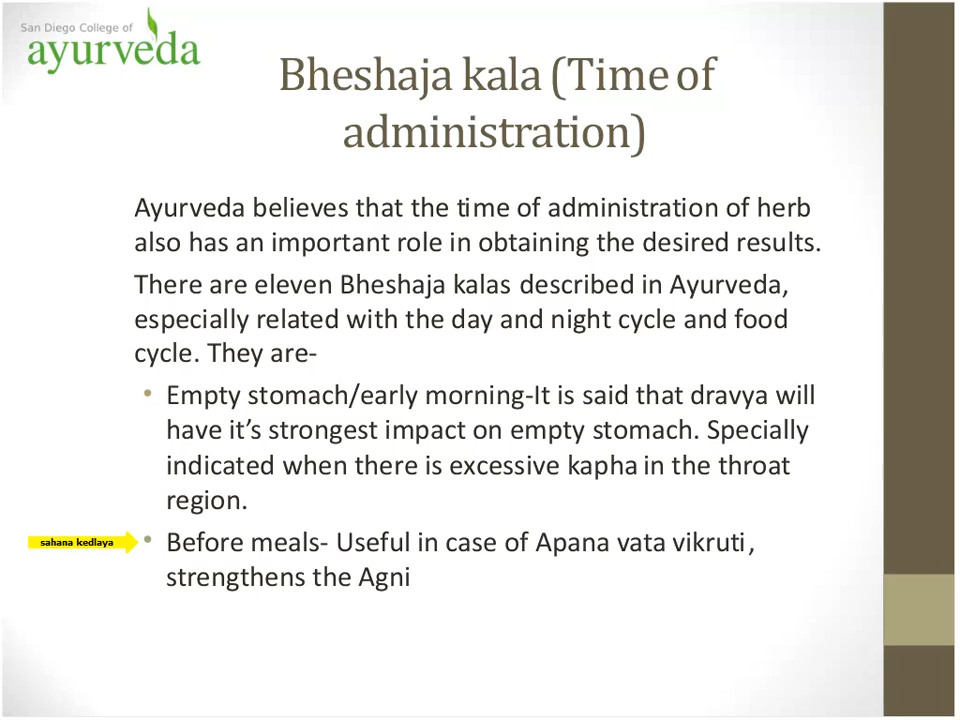 San Diego College of
ayurveda
Bheshaja kala (Time of
administration)
Ayurveda believes that the time of administration of herb
also has an important role in obtaining the desired results.
There are eleven Bheshaja kalas described in Ayurveda,
especially related with the day and night cycle and food
cycle. They are-
• Empty stomach/early morning-It is said that dravya will
have it’s strongest impact on empty stomach. Specially
indicated when there is excessive kapha in the throat
region.
sahana kedlaya
• Before meals- Useful in case of Apana vata vikruti,
strengthens the Agni